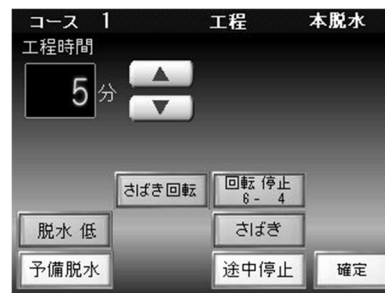 コース 1 工程 本脱水
工程時間
5 分
▲
▼
さばき回転 回転 停止
6- 4
脱水 低 さばき
予備脱水 途中停止 確定